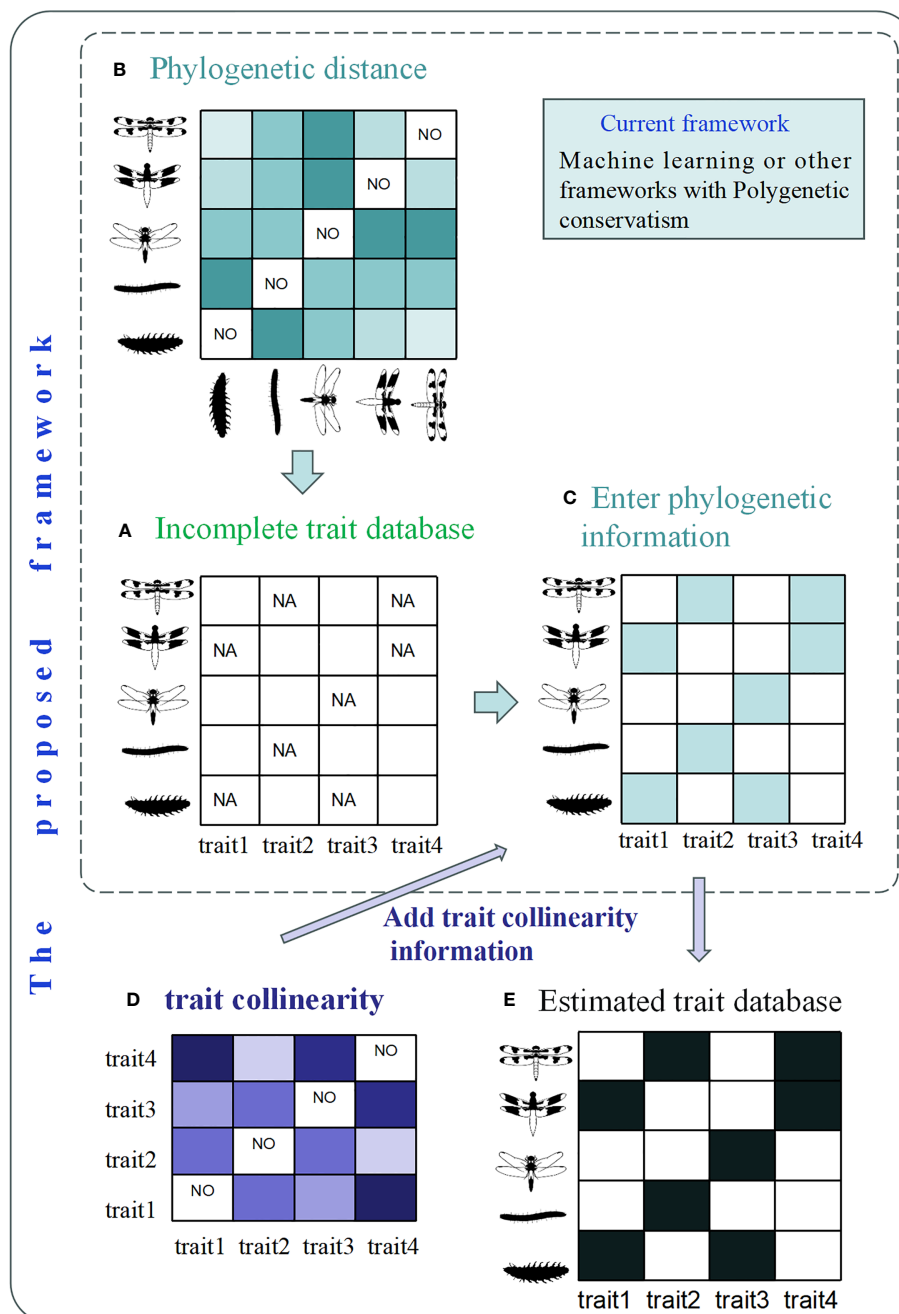 The proposed framework
B Phylogenetic distance
NO
NO
NO
NO
NO
Current framework
Machine learning or other
frameworks with Polygenetic
conservatism
A Incomplete trait database
NA NA
NA NA
NA
NA
NA NA
trait1 trait2 trait3 trait4
C Enter phylogenetic
information
trait1 trait2 trait3 trait4
Add trait collinearity
information
D trait collinearity
trait4 NO
trait3 NO
trait2 NO
trait1 NO
trait1 trait2 trait3 trait4
E Estimated trait database
trait1 trait2 trait3 trait4